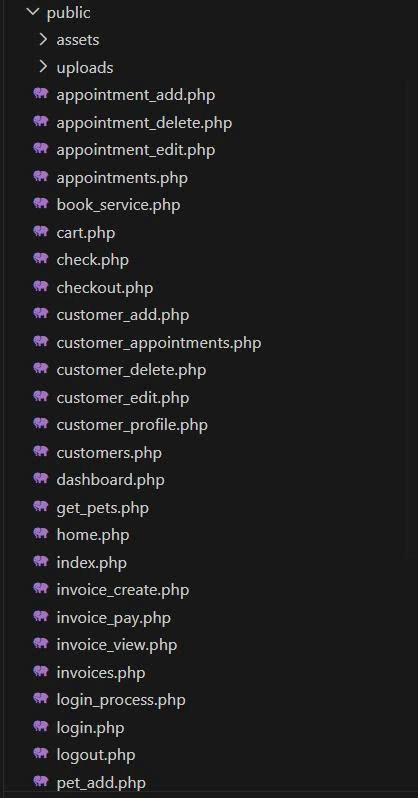 public
assets
uploads
appointment_add.php
appointment_delete.php
appointment_edit.php
appointments.php
book_service.php
cart.php
check.php
checkout.php
customer_add.php
customer_appointments.php
customer_delete.php
customer_edit.php
customer_profile.php
customers.php
dashboard.php
get_pets.php
home.php
index.php
invoice_create.php
invoice_pay.php
invoice_view.php
invoices.php
login_process.php
login.php
logout.php
pet_add.php